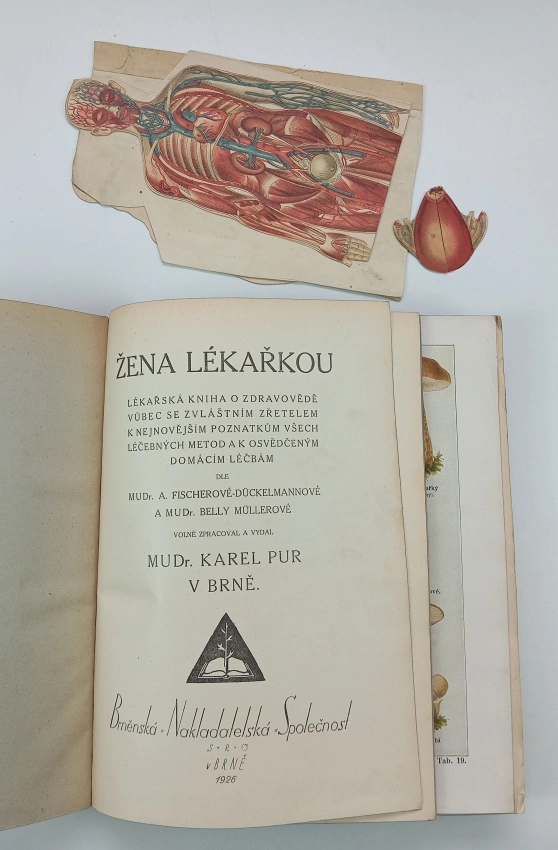 ŽENA LÉKAŘKOU
LÉKAŘSKÁ KNIHA O ZDRAVOVĚDĚ
VŮBEC SE ZVLÁŠTNÍM ZŘETELEM
K NEJNOVĚJŠÍM POZNATKŮM VŠECH
LÉČEBNÝCH METOD A K OSVĚDČENÝM
DOMÁCÍM LÉČBÁM
DLE
MUDr. A. FISCHEROVÉ-DÜCKELMANNOVÉ
A MUDr. BELLY MÜLLEROVÉ
VOLNĚ ZPRACOVAL A VYDAL
MUDr. KAREL PUR
V BRNĚ.
Brněnská-Nakladatelská-Společnost
S·R·O
v BRNĚ
1926
Tab. 19.